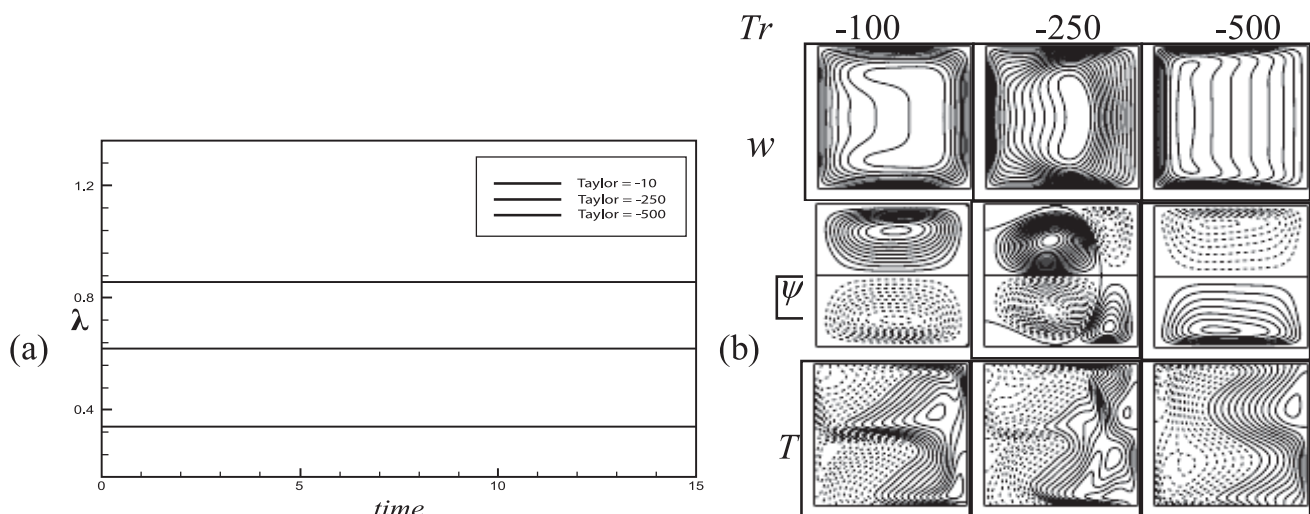 (a)
λ
1.2
0.8
0.4
0
5
10
15
time
Taylor = -10
Taylor = -250
Taylor = -500
(b)
Tr -100 -250 -500
w
ψ
T